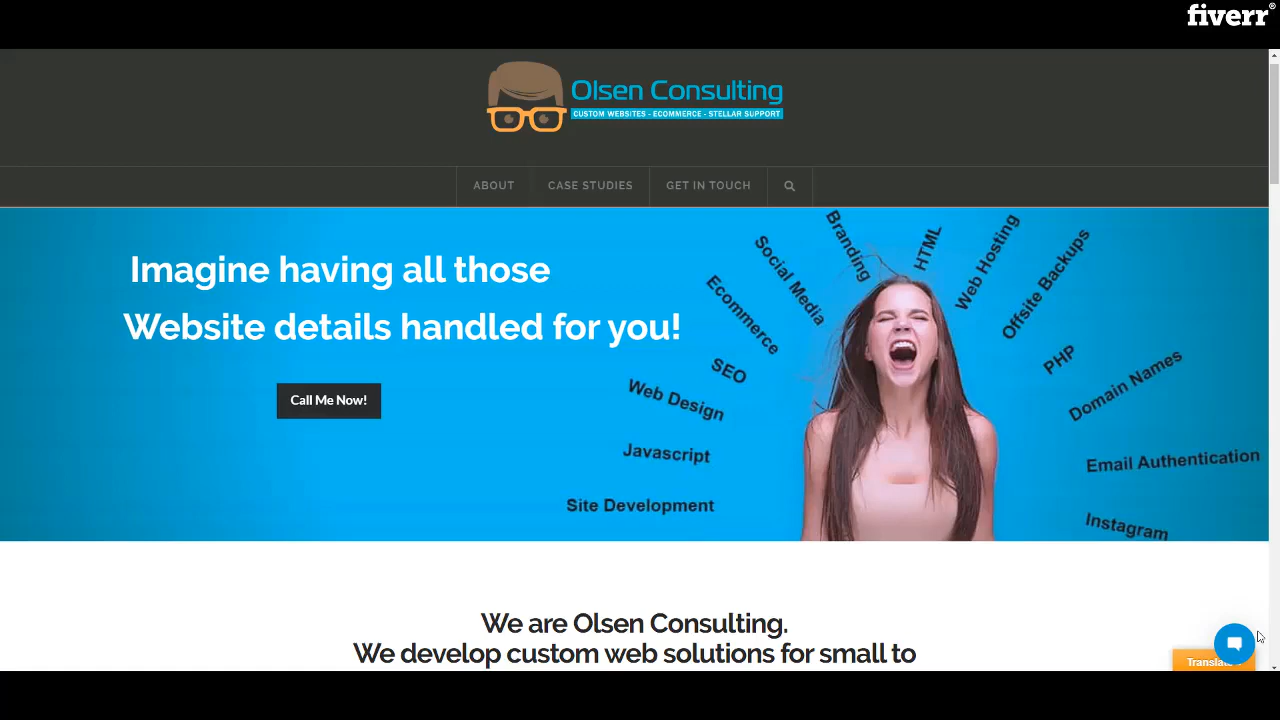 fiverr®
Olsen Consulting
CUSTOM WEBSITES - ECOMMERCE - STELLAR SUPPORT
ABOUT
CASE STUDIES
GET IN TOUCH
Imagine having all those
Website details handled for you!
Call Me Now!
Branding
HTML
Web Hosting
Social Media
Offsite Backups
Ecommerce
SEO
PHP
Web Design
Domain Names
Javascript
Email Authentication
Site Development
Instagram
We are Olsen Consulting.
We develop custom web solutions for small to